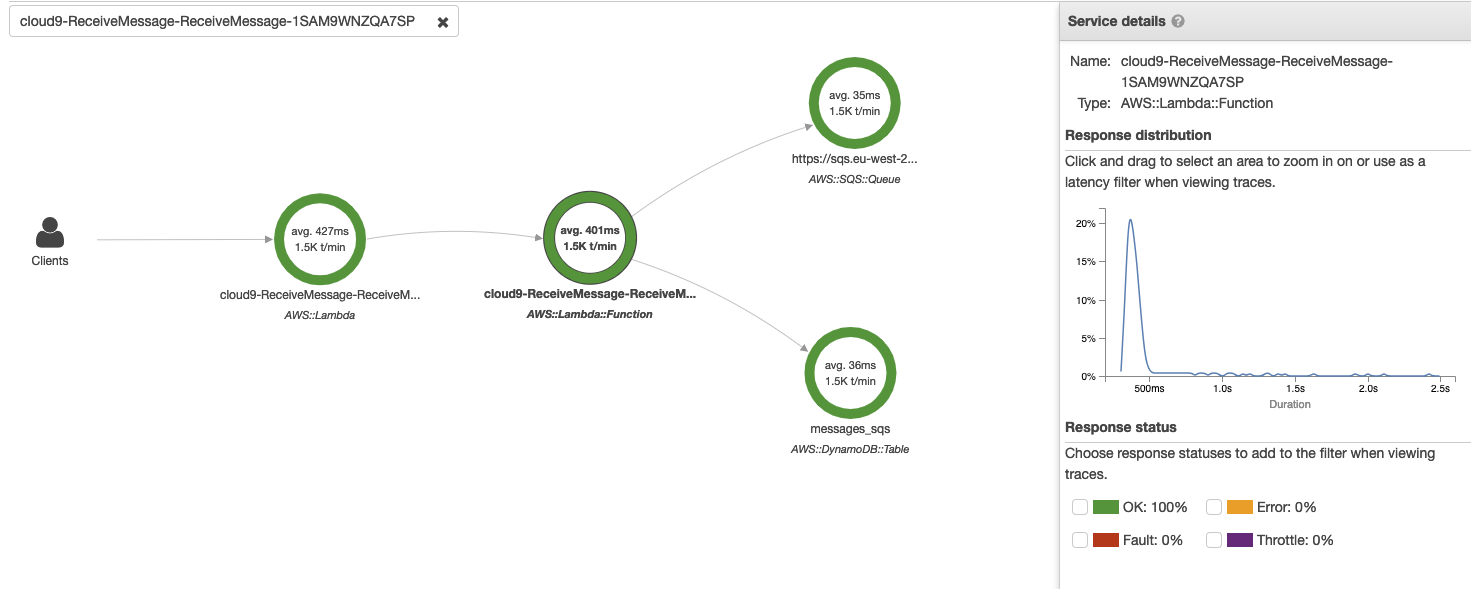 cloud9-ReceiveMessage-ReceiveMessage-1SAM9WNZQA7SP ✖
avg. 35ms
1.5K t/min
https://sqs.eu-west-2...
AWS::SQS::Queue
Clients
avg. 427ms
1.5K t/min
cloud9-ReceiveMessage-ReceiveM...
AWS::Lambda
avg. 401ms
1.5K t/min
cloud9-ReceiveMessage-ReceiveM...
AWS::Lambda::Function
avg. 36ms
1.5K t/min
messages_sqs
AWS::DynamoDB::Table
Service details ?
Name: cloud9-ReceiveMessage-ReceiveMessage-
1SAM9WNZQA7SP
Type: AWS::Lambda::Function
Response distribution
Click and drag to select an area to zoom in on or use as a
latency filter when viewing traces.
20%
15%
10%
5%
0%
500ms 1.0s 1.5s 2.0s 2.5s
Duration
Response status
Choose response statuses to add to the filter when viewing
traces.
OK: 100% Error: 0%
Fault: 0% Throttle: 0%